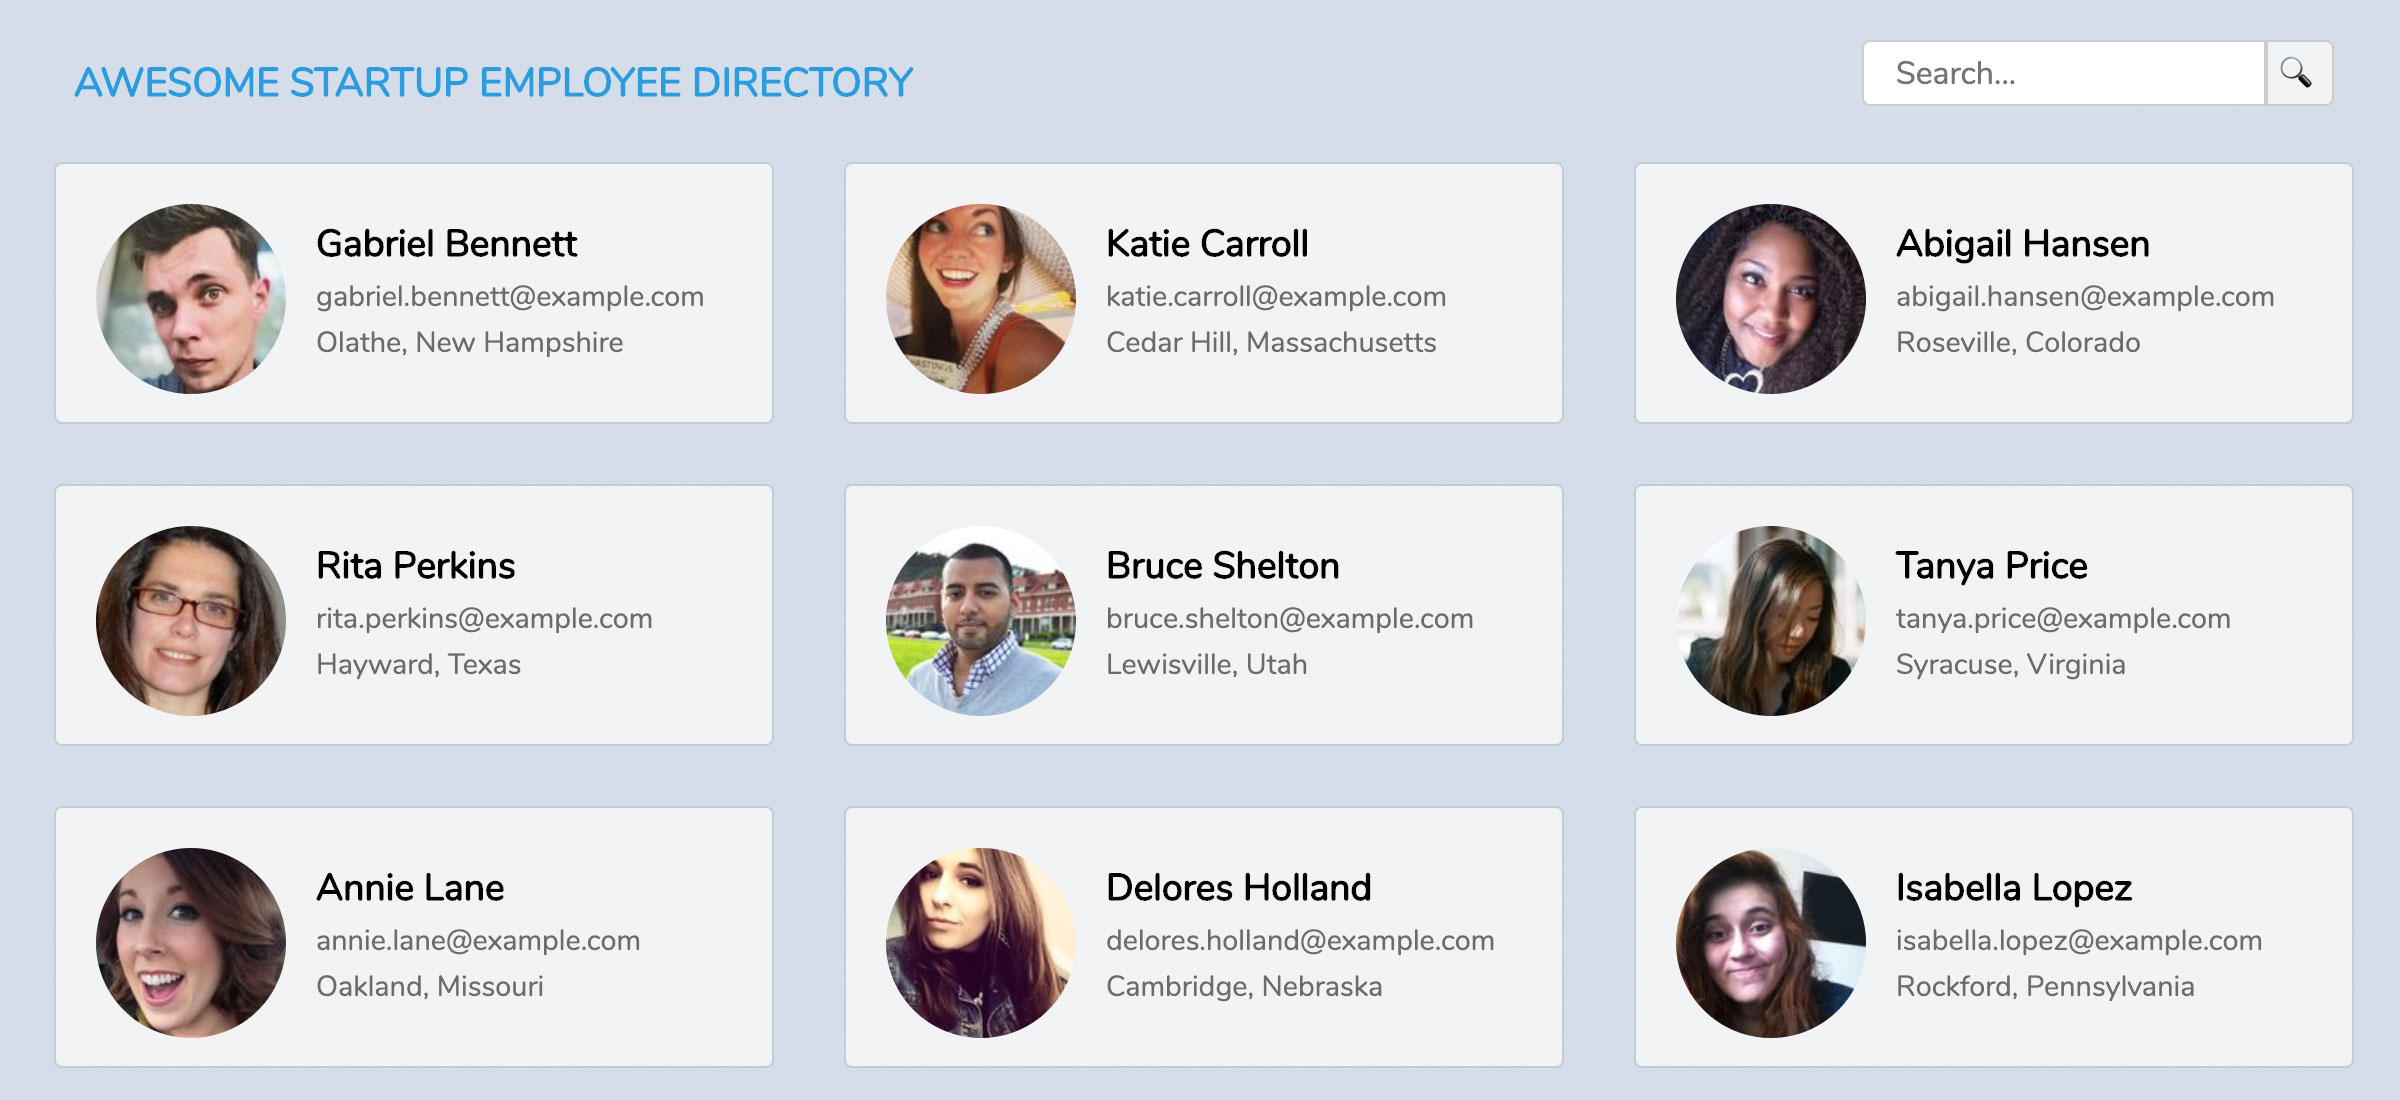 AWESOME STARTUP EMPLOYEE DIRECTORY
Search...
Gabriel Bennett
gabriel.bennett@example.com
Olathe, New Hampshire
Katie Carroll
katie.carroll@example.com
Cedar Hill, Massachusetts
Abigail Hansen
abigail.hansen@example.com
Roseville, Colorado
Rita Perkins
rita.perkins@example.com
Hayward, Texas
Bruce Shelton
bruce.shelton@example.com
Lewisville, Utah
Tanya Price
tanya.price@example.com
Syracuse, Virginia
Annie Lane
annie.lane@example.com
Oakland, Missouri
Delores Holland
delores.holland@example.com
Cambridge, Nebraska
Isabella Lopez
isabella.lopez@example.com
Rockford, Pennsylvania